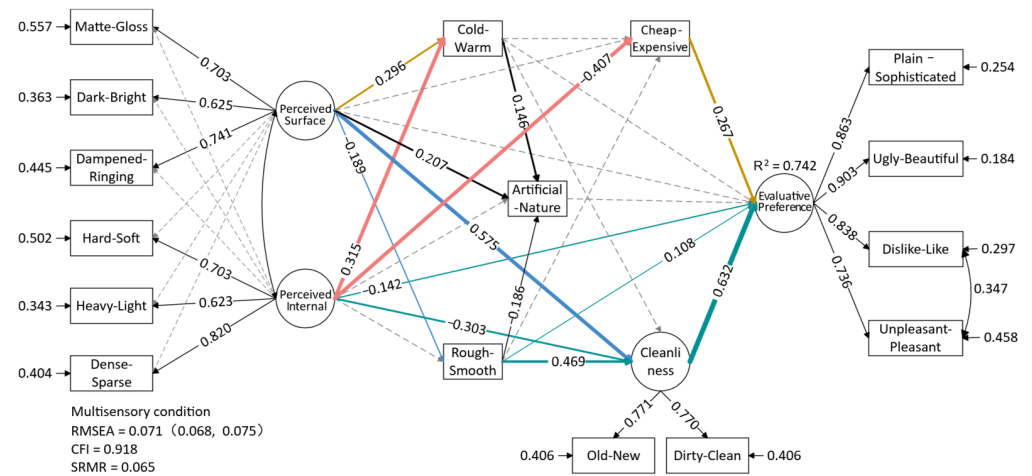 0.557
Matte-Gloss
0.363
Dark-Bright
0.445
Dampened-
Ringing
0.502
Hard-Soft
0.343
Heavy-Light
0.404
Dense-
Sparse
0.703
0.625
0.741
0.703
0.623
0.820
Perceived
Surface
Perceived
Internal
Cold-
Warm
Cheap-
Expensive
Artificial
-Nature
Rough-
Smooth
Cleanli
ness
0.296
-0.407
0.146
0.267
-0.189
0.207
0.575
0.315
-0.142
-0.303
-0.186
0.108
0.469
0.632
R² = 0.742
Evaluative
Preference
0.863
0.903
0.838
0.736
Plain -
Sophisticated
0.254
Ugly-Beautiful
0.184
Dislike-Like
0.297
0.347
Unpleasant-
Pleasant
0.458
0.771
0.770
0.406
Old-New
Dirty-Clean
0.406
Multisensory condition
RMSEA = 0.071（0.068, 0.075）
CFI = 0.918
SRMR = 0.065